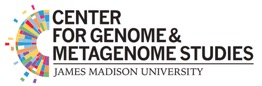 CENTER
FOR GENOME &
METAGENOME STUDIES
JAMES MADISON UNIVERSITY